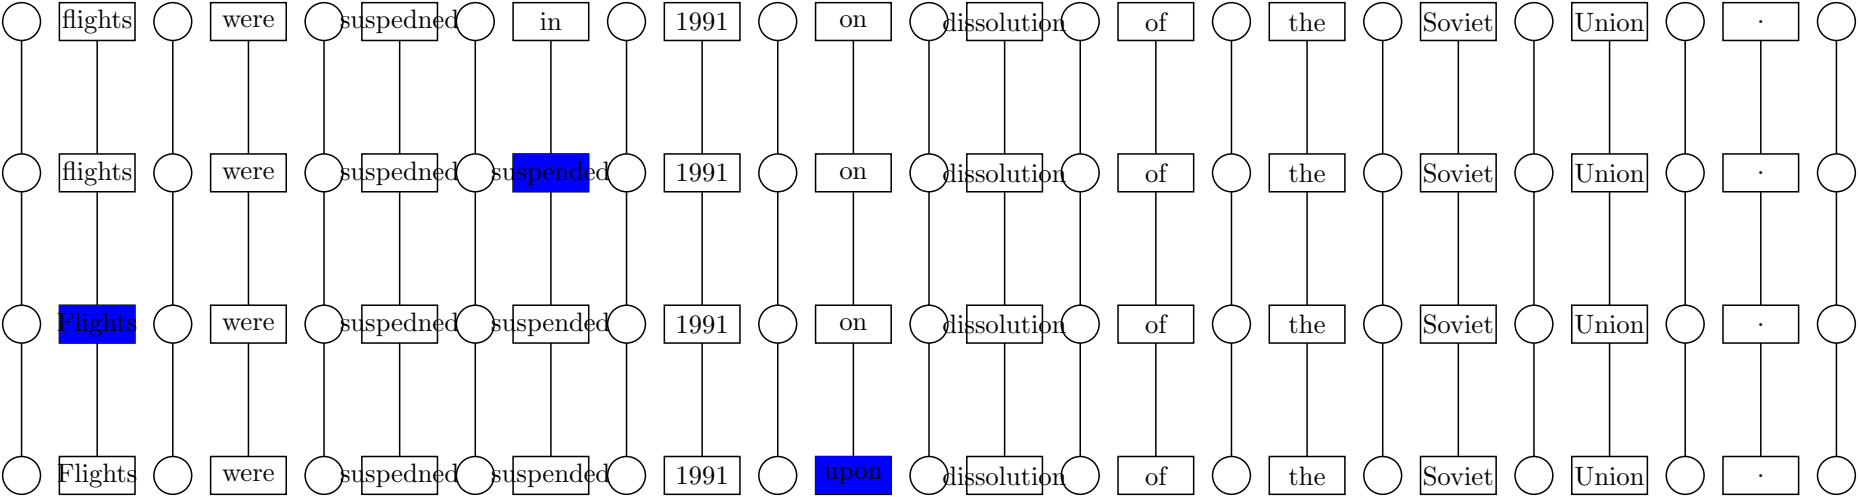 flights were suspedned in 1991 on dissolution of the Soviet Union .
flights were suspedned suspended 1991 on dissolution of the Soviet Union .
Flights were suspedned suspended 1991 on dissolution of the Soviet Union .
Flights were suspedned suspended 1991 upon dissolution of the Soviet Union .